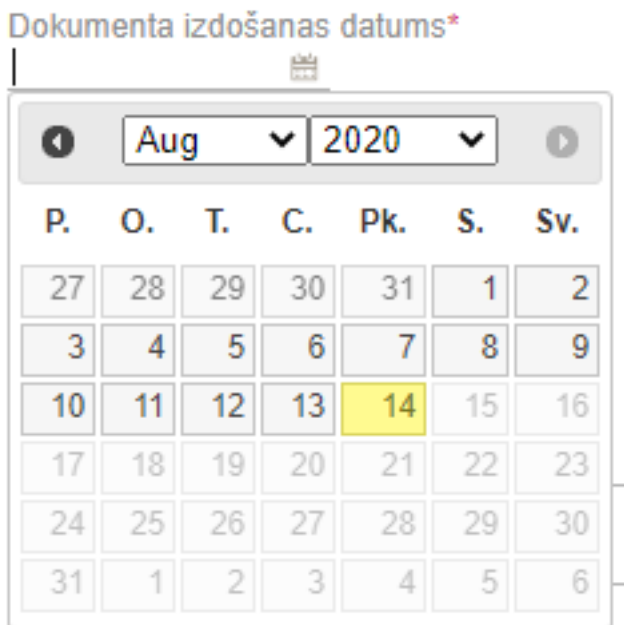 Dokumenta izdošanas datums*
Aug 2020
P. O. T. C. Pk. S. Sv.
27 28 29 30 31 1 2
3 4 5 6 7 8 9
10 11 12 13 14 15 16
17 18 19 20 21 22 23
24 25 26 27 28 29 30
31 1 2 3 4 5 6